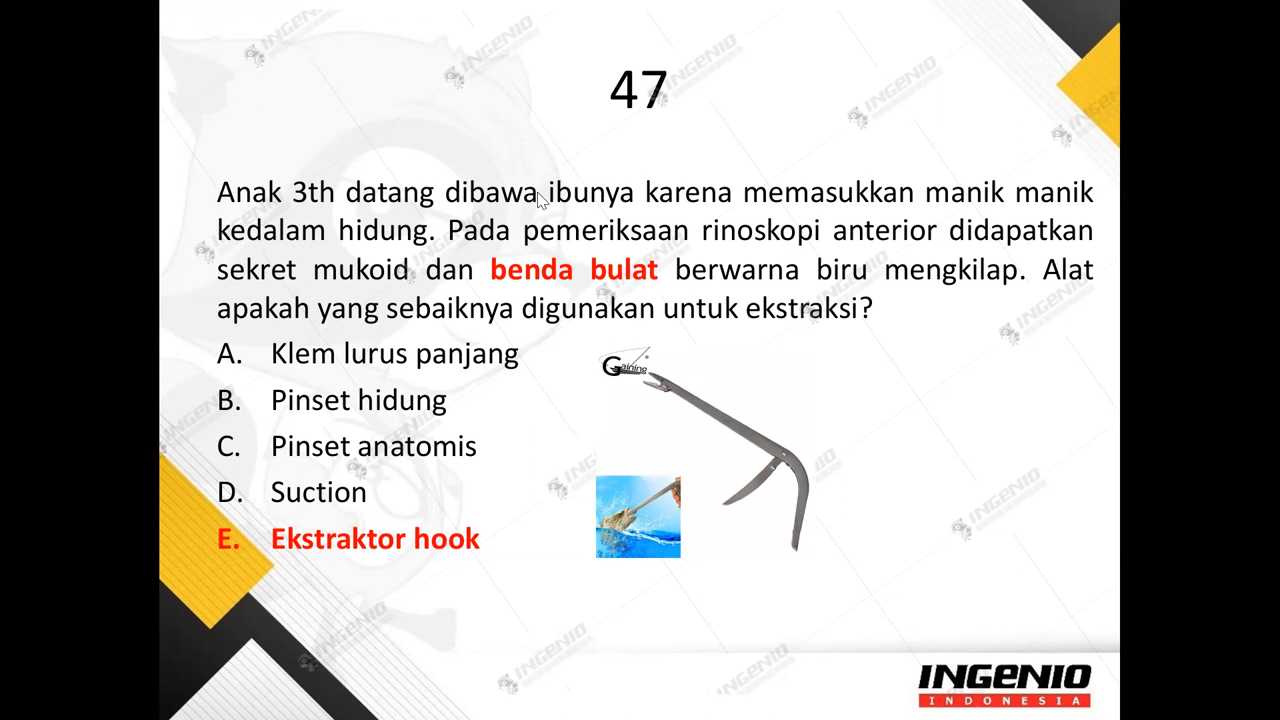 47
Anak 3th datang dibawa ibunya karena memasukkan manik manik
kedalam hidung. Pada pemeriksaan rinoskopi anterior didapatkan
sekret mukoid dan benda bulat berwarna biru mengkilap. Alat
apakah yang sebaiknya digunakan untuk ekstraksi?
A. Klem lurus panjang
B. Pinset hidung
C. Pinset anatomis
D. Suction
E. Ekstraktor hook
Gaining
INGENIO
INDONESIA